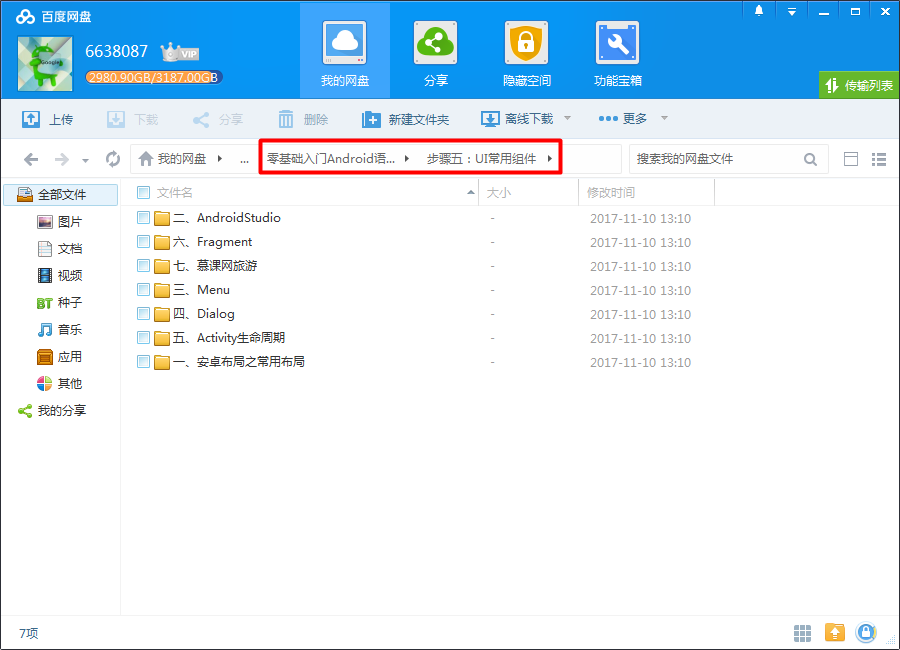 百度网盘
6638087 VIP
2980.90GB/3187.00GB
我的网盘 分享 隐藏空间 功能宝箱
传输列表
上传 下载 分享 删除 新建文件夹 离线下载 更多
我的网盘 ... 零基础入门Android语... 步骤五：UI常用组件 搜索我的网盘文件
全部文件
图片
文档
视频
BT 种子
音乐
应用
其他
我的分享
文件名 大小 修改时间
二、AndroidStudio - 2017-11-10 13:10
六、Fragment - 2017-11-10 13:10
七、慕课网旅游 - 2017-11-10 13:10
三、Menu - 2017-11-10 13:10
四、Dialog - 2017-11-10 13:10
五、Activity生命周期 - 2017-11-10 13:10
一、安卓布局之常用布局 - 2017-11-10 13:10
7项